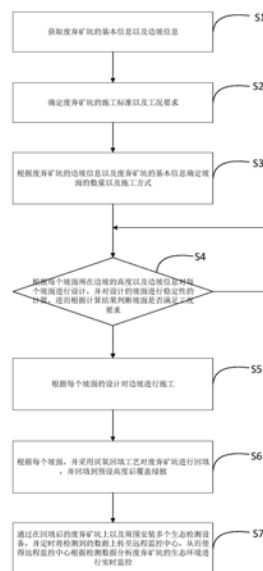 S1
获取废弃矿坑的基本信息以及边坡信息
S2
确定废弃矿坑的施工标准以及工况要求
S3
根据废弃矿坑的边坡信息以及废弃矿坑的基本信息确定坡
面的数量以及施工方式
S4
根据每个坡面所在边坡的高度以及边坡信息对每
个坡面进行设计，并对设计的坡面进行稳定性的
计算，进而根据计算结果判断坡面是否满足工况
要求
S5
根据每个坡面的设计对边坡进行施工
S6
根据每个坡面，并采用厌氧回填工艺对废弃矿坑进行回填
，并回填到预设高度后覆盖绿植
S7
通过在回填后的废弃矿坑上以及周围安装多个生态检测设
备，并定时将检测到的数据上传至远程监控中心，从而使
得远程监控中心根据检测数据分析废弃矿坑的生态环境进
行实时监控